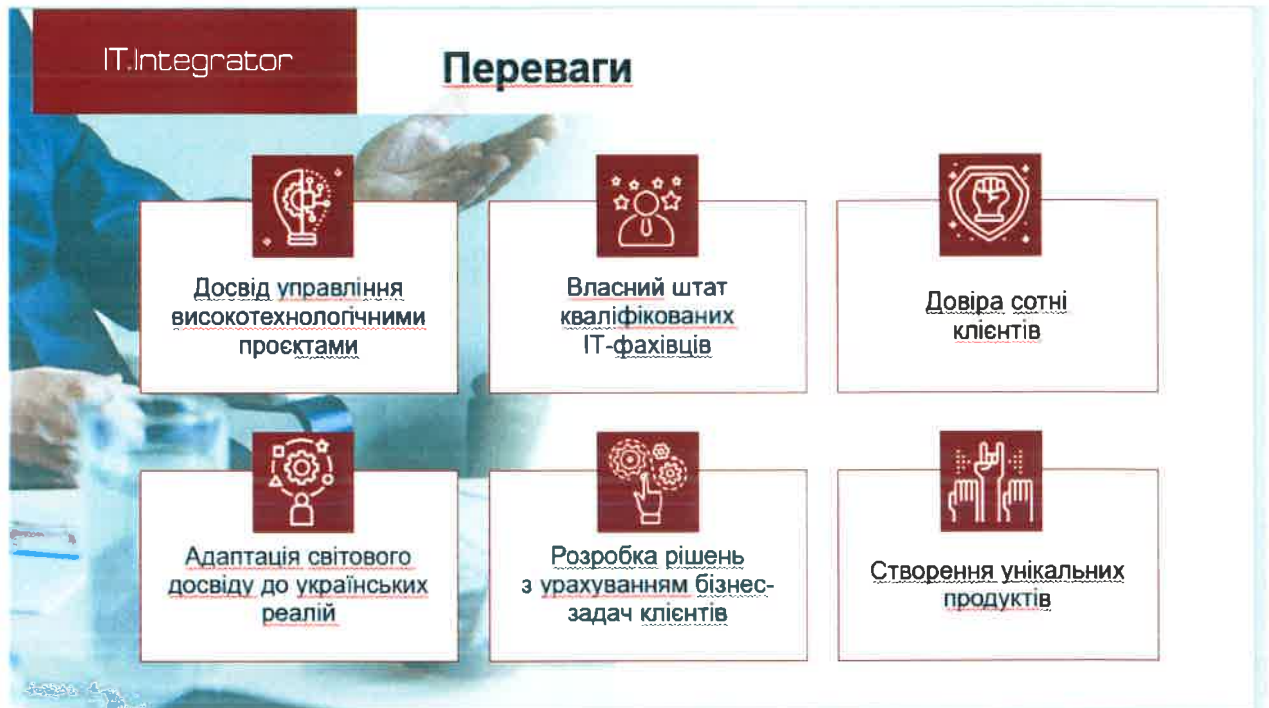 IT.Integrator
Переваги
Досвід управління
високотехнологічними
проєктами
Власний штат
кваліфікованих
ІТ-фахівців
Довіра сотні
клієнтів
Адаптація світового
досвіду до українських
реалій
Розробка рішень
з урахуванням бізнес-
задач клієнтів
Створення унікальних
продуктів